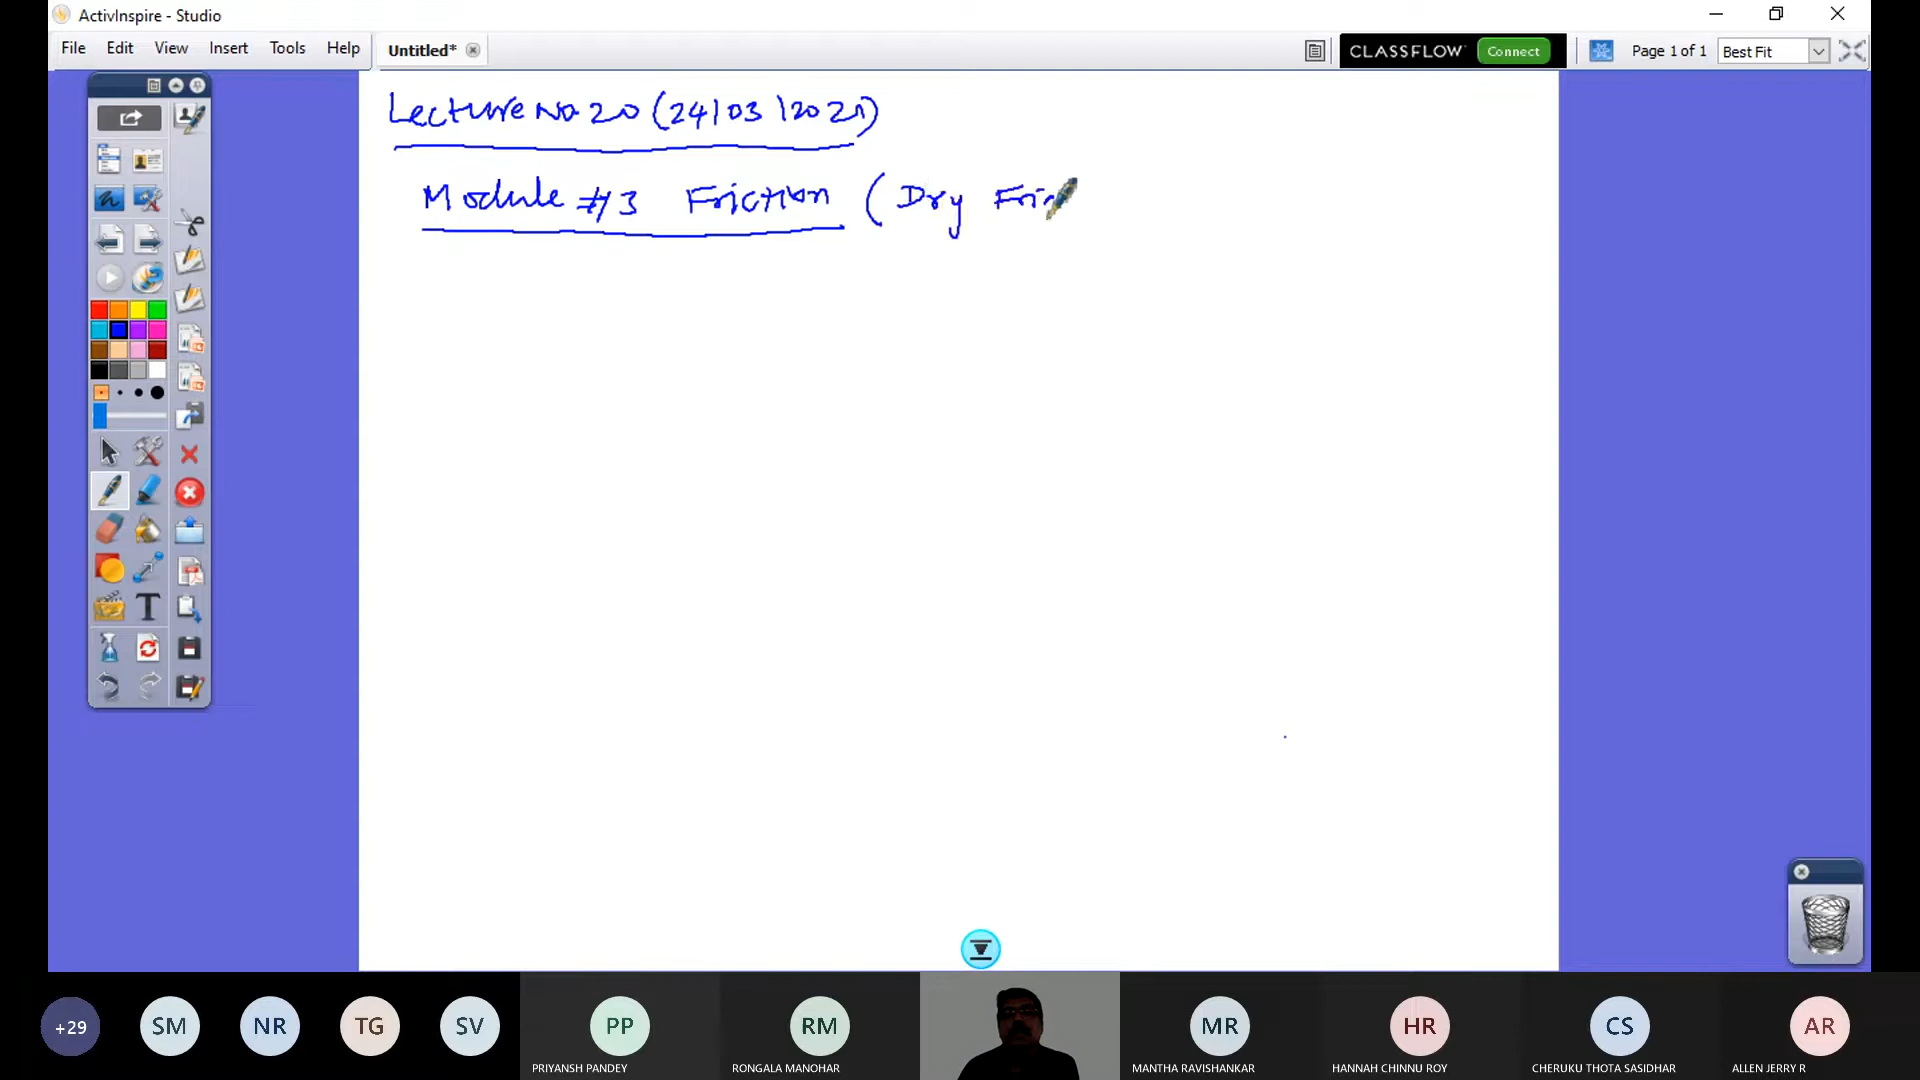 ActivInspire - Studio
File Edit View Insert Tools Help Untitled* CLASSFLOW Connect Page 1 of 1 Best Fit
Lecture No 20 (24/03/2021)
Module #3 Friction (Dry Fric
T
+29 SM NR TG SV PP RM MR HR CS AR
PRIYANSH PANDEY RONGALA MANOHAR MANTHA RAVISHANKAR HANNAH CHINNU ROY CHERUKU THOTA SASIDHAR ALLEN JERRY R